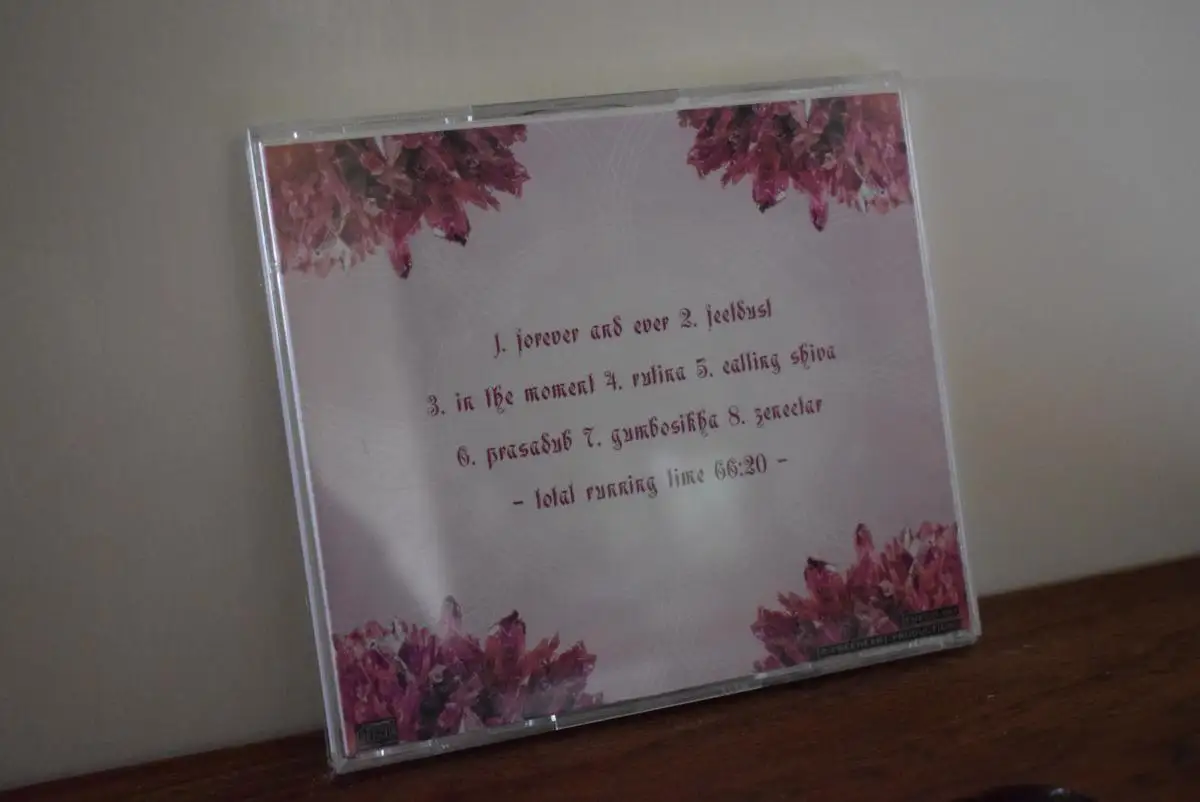 1. forever and ever 2. feeldust
3. in the moment 4. rutina 5. calling shiva
6. prasadub 7. gumbosikha 8. zenectar
- total running time 66:20 -